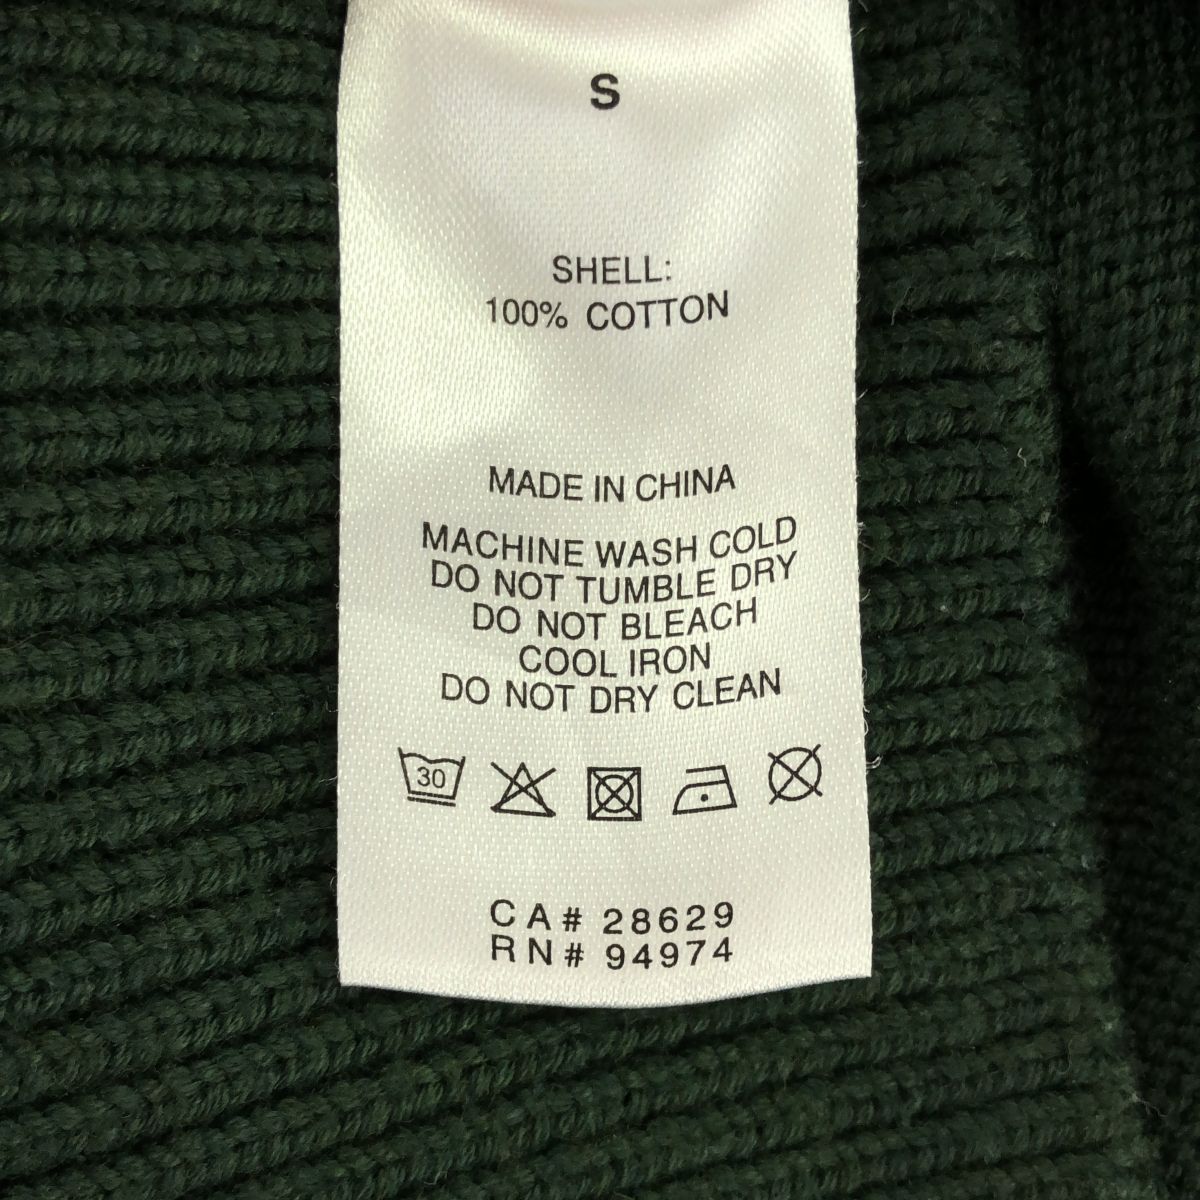 S
SHELL:
100% COTTON
MADE IN CHINA
MACHINE WASH COLD
DO NOT TUMBLE DRY
DO NOT BLEACH
COOL IRON
DO NOT DRY CLEAN
30
CA# 28629
RN# 94974